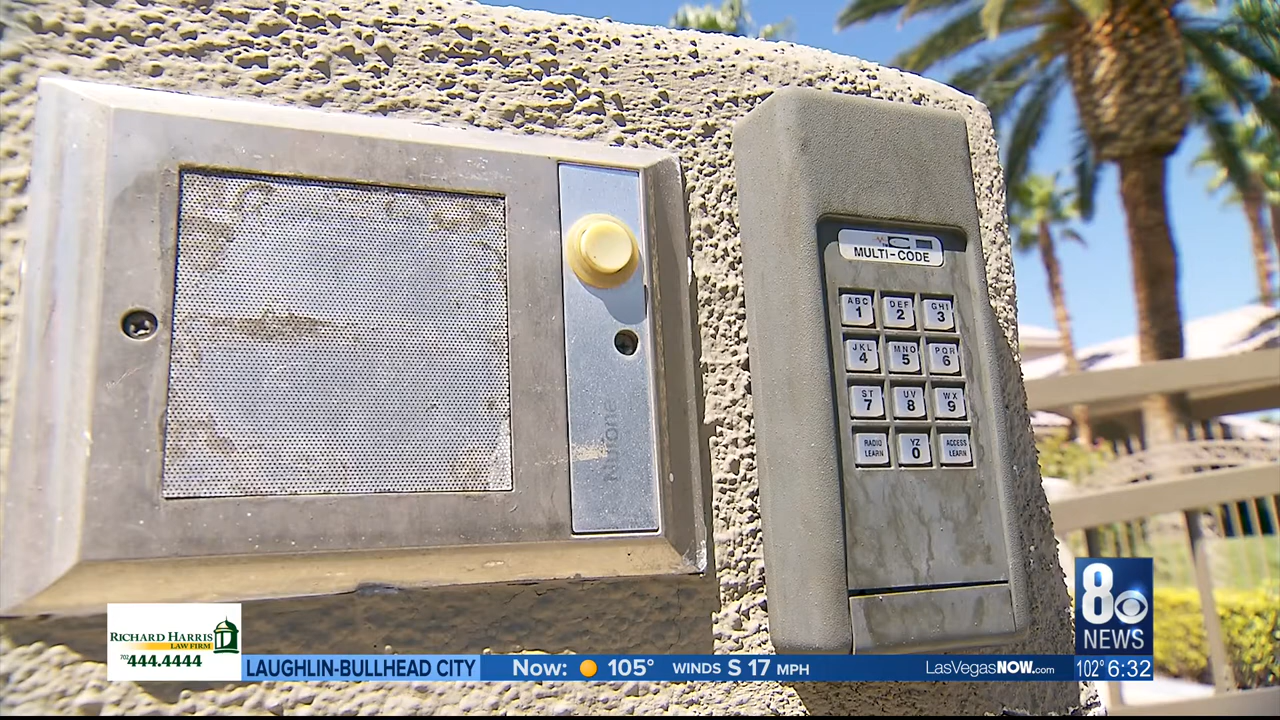 NuTone
MULTI-CODE
ABC 1 DEF 2 GHI 3
JKL 4 MNO 5 PQR 6
ST 7 UV 8 WX 9
RADIO LEARN YZ 0 ACCESS LEARN
RICHARD HARRIS
LAW FIRM
702 444.4444
LAUGHLIN-BULLHEAD CITY
Now: 105° WINDS S 17 MPH
LASVEGASNOW.COM
8 NEWS
102° 6:32